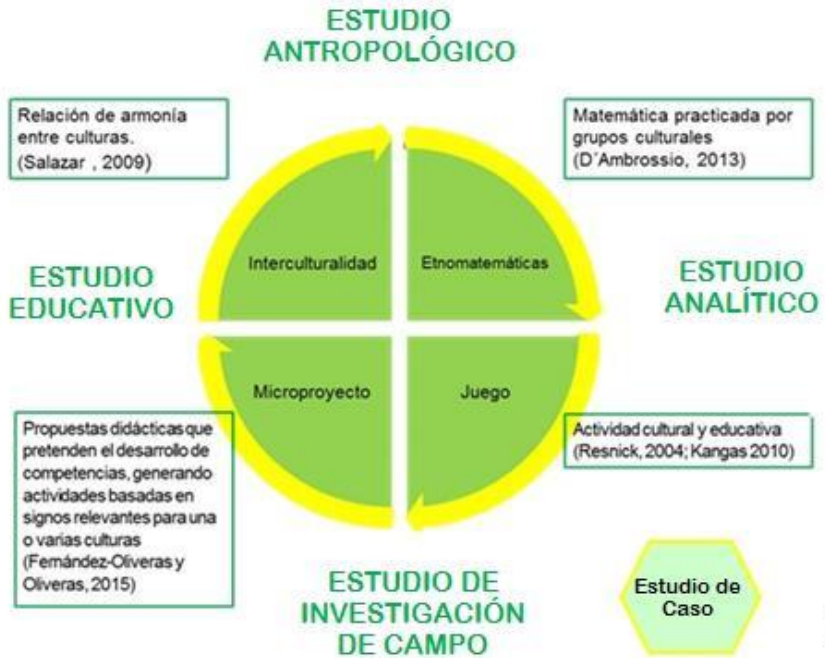 ESTUDIO
ANTROPOLÓGICO
Relación de armonía
entre culturas.
(Salazar , 2009)
Matemática practicada por
grupos culturales
(D´Ambrossio, 2013)
Interculturalidad
Etnomatemáticas
ESTUDIO
EDUCATIVO
ESTUDIO
ANALÍTICO
Microproyecto
Juego
Propuestas didácticas que
pretenden el desarrollo de
competencias, generando
actividades basadas en
signos relevantes para una
o varias culturas
(Fernández-Oliveras y
Oliveras, 2015)
Actividad cultural y educativa
(Resnick, 2004; Kangas 2010)
ESTUDIO DE
INVESTIGACIÓN
DE CAMPO
Estudio de
Caso